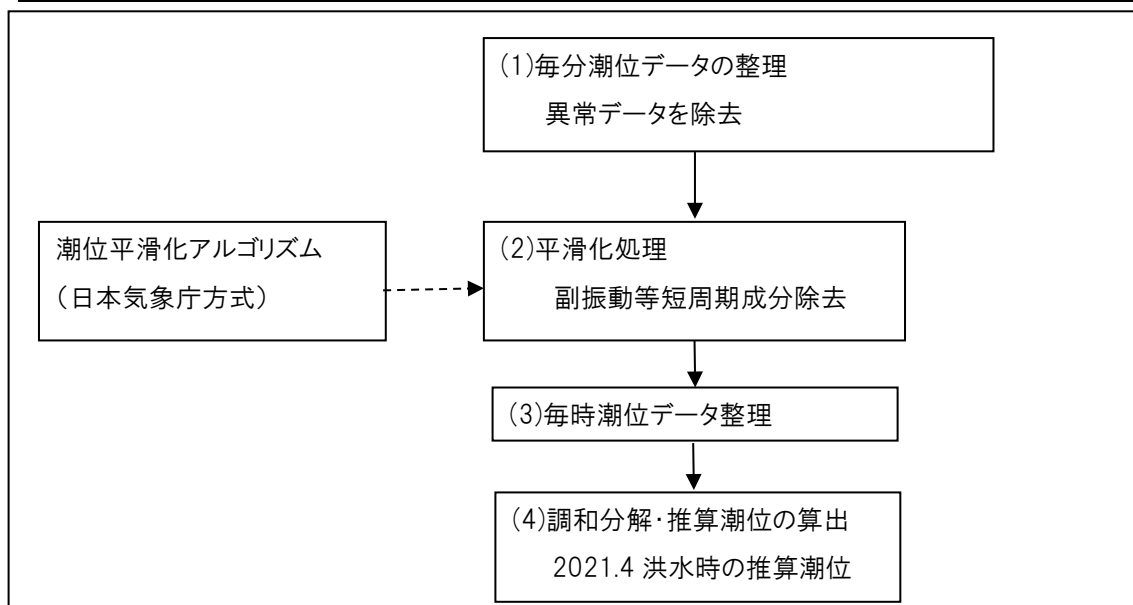 (1)毎分潮位データの整理
異常データを除去
潮位平滑化アルゴリズム
(日本気象庁方式)
(2)平滑化処理
副振動等短周期成分除去
(3)毎時潮位データ整理
(4)調和分解・推算潮位の算出
2021.4 洪水時の推算潮位